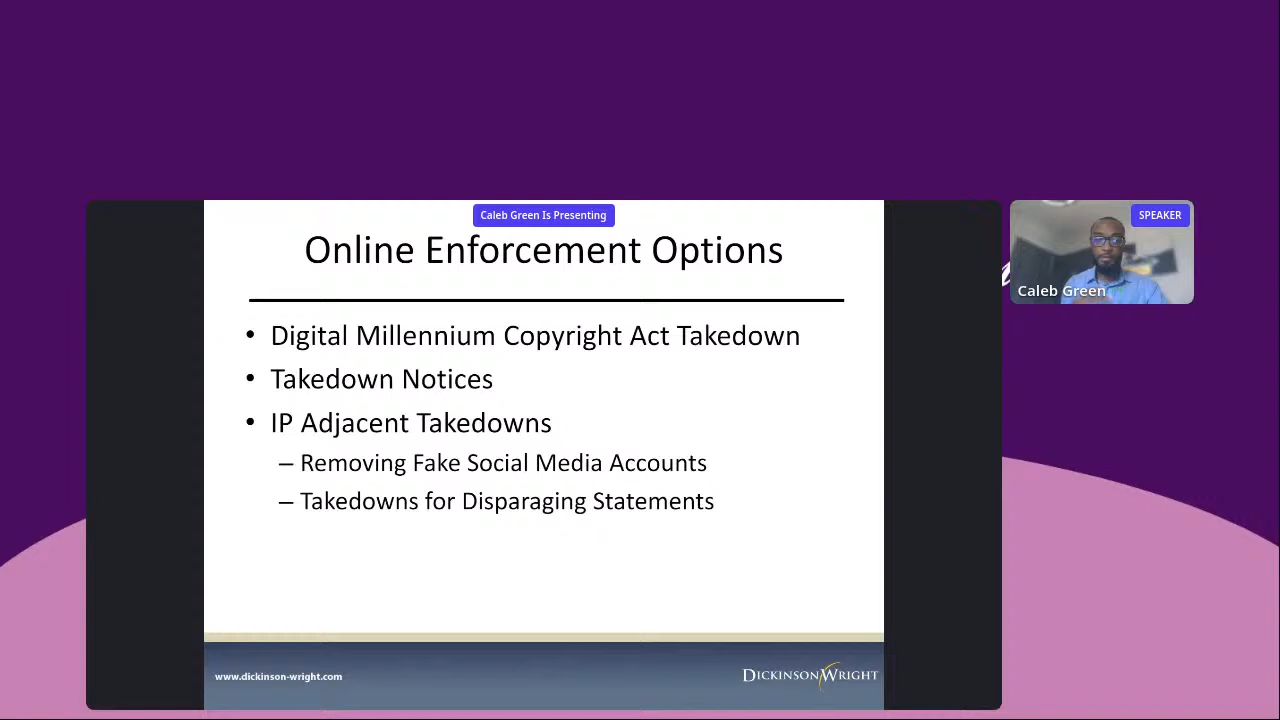 Caleb Green Is Presenting
SPEAKER
Online Enforcement Options
Caleb Green
• Digital Millennium Copyright Act Takedown
• Takedown Notices
• IP Adjacent Takedowns
– Removing Fake Social Media Accounts
– Takedowns for Disparaging Statements
www.dickinson-wright.com
DICKINSON WRIGHT